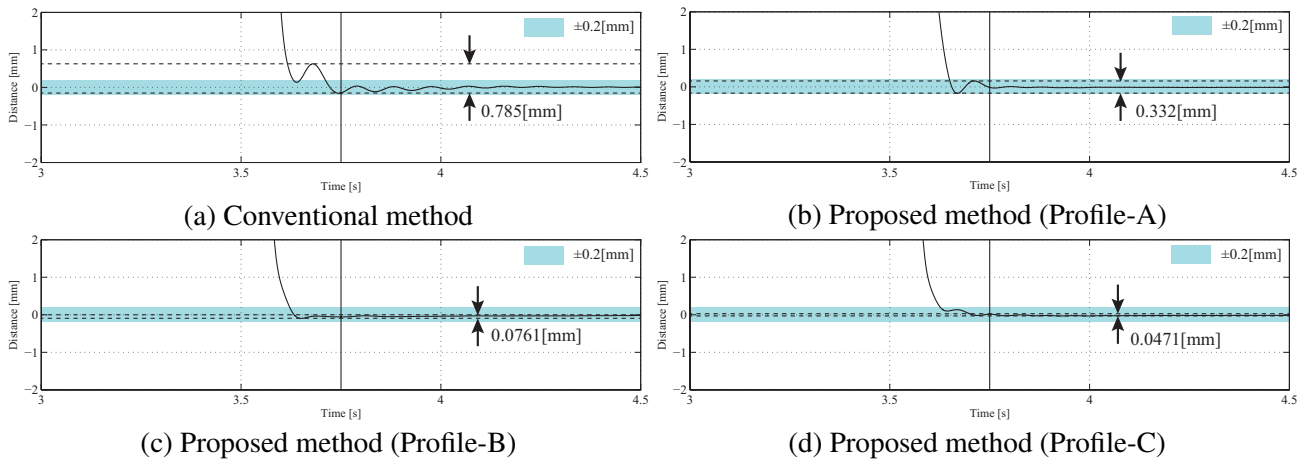 2
±0.2[mm]
1
Distance [mm]
0
0.785[mm]
−1
−2
3
3.5
4
4.5
Time [s]
(a) Conventional method
2
±0.2[mm]
1
Distance [mm]
0
0.332[mm]
−1
−2
3
3.5
4
4.5
Time [s]
(b) Proposed method (Profile-A)
2
±0.2[mm]
1
Distance [mm]
0
0.0761[mm]
−1
−2
3
3.5
4
4.5
Time [s]
(c) Proposed method (Profile-B)
2
±0.2[mm]
1
Distance [mm]
0
0.0471[mm]
−1
−2
3
3.5
4
4.5
Time [s]
(d) Proposed method (Profile-C)